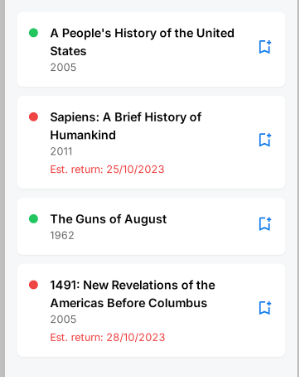 A People's History of the United
States
2005
Sapiens: A Brief History of
Humankind
2011
Est. return: 25/10/2023
The Guns of August
1962
1491: New Revelations of the
Americas Before Columbus
2005
Est. return: 28/10/2023